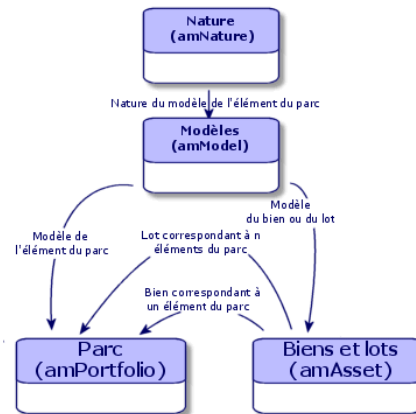 Nature
(amNature)
Nature du modèle de l'élément du parc
Modèles
(amModel)
Modèle
du bien ou du lot
Modèle de
l'élément du parc
Lot correspondant à n
éléments du parc
Bien correspondant à
un élément du parc
Parc
(amPortfolio)
Biens et lots
(amAsset)